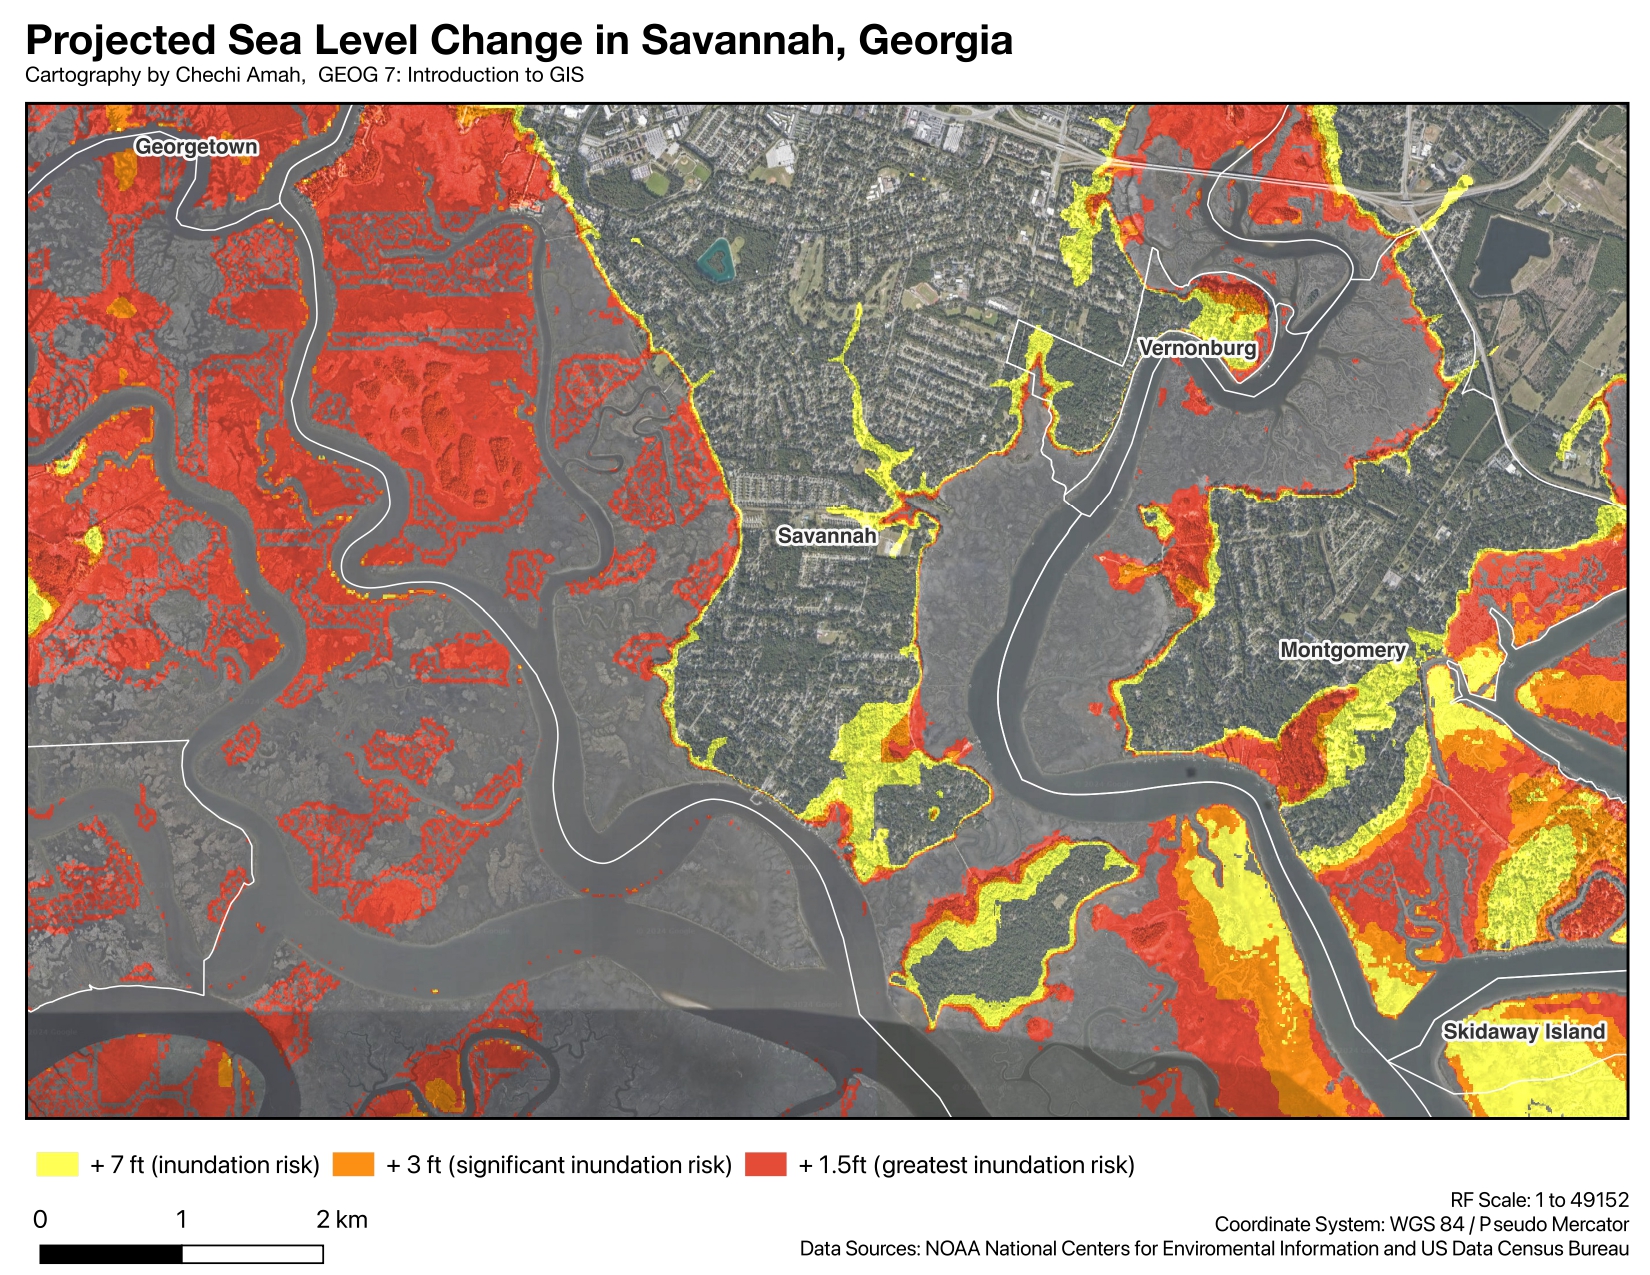 Projected Sea Level Change in Savannah, Georgia
Cartography by Chechi Amah, GEOG 7: Introduction to GIS
Georgetown
Vernonburg
Savannah
Montgomery
Skidaway Island
+ 7 ft (inundation risk)
+ 3 ft (significant inundation risk)
+ 1.5ft (greatest inundation risk)
0 1 2 km
RF Scale: 1 to 49152
Coordinate System: WGS 84 / Pseudo Mercator
Data Sources: NOAA National Centers for Enviromental Information and US Data Census Bureau